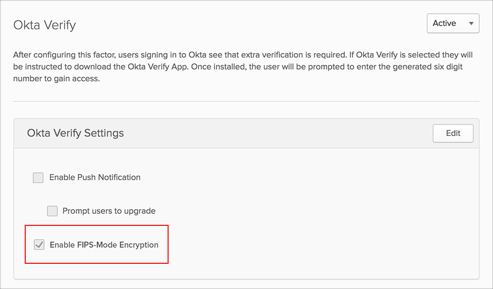 Okta Verify
Active
After configuring this factor, users signing in to Okta see that extra verification is required. If Okta Verify is selected they will
be instructed to download the Okta Verify App. Once installed, the user will be prompted to enter the generated six digit
number to gain access.
Okta Verify Settings
Edit
Enable Push Notification
Prompt users to upgrade
Enable FIPS-Mode Encryption